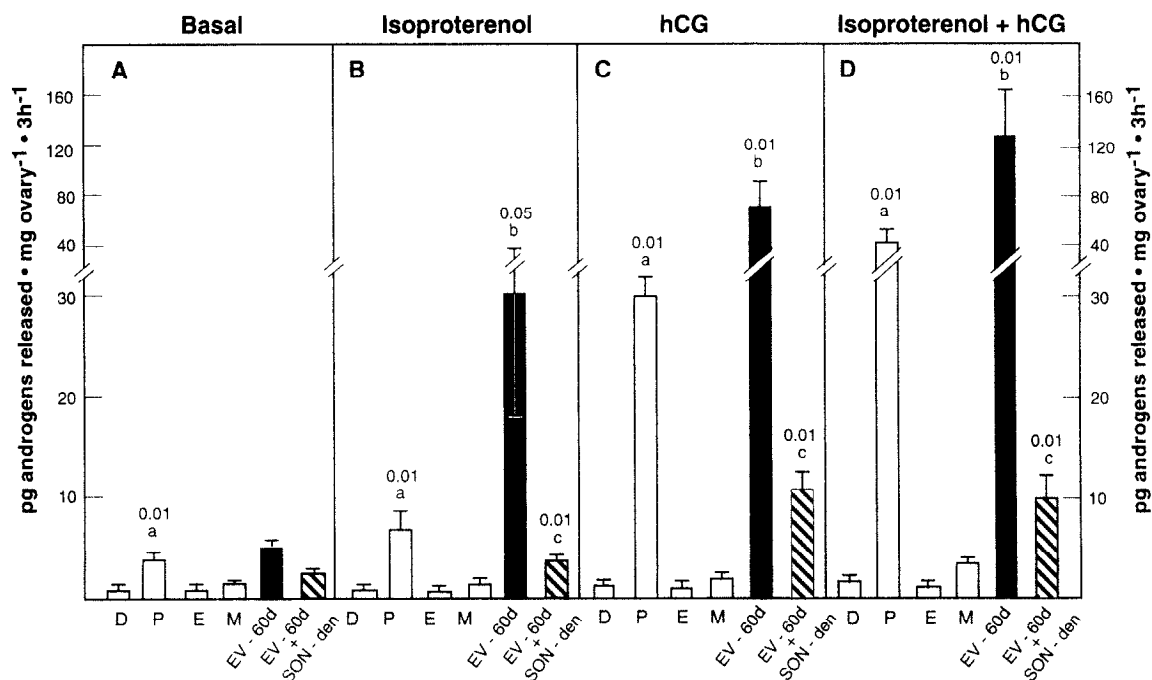 Basal
Isoproterenol
hCG
Isoproterenol + hCG
pg androgens released • mg ovary-1 • 3h-1
160
120
80
40
30
20
10
A
0.01
a
D
P
E
M
EV - 60d
EV - 60d
+
SON - den
B
0.01
a
0.05
b
0.01
c
D
P
E
M
EV - 60d
EV - 60d
+
SON - den
C
0.01
a
0.01
b
0.01
c
D
P
E
M
EV - 60d
EV - 60d
+
SON - den
D
0.01
a
0.01
b
0.01
c
D
P
E
M
EV - 60d
EV - 60d
+
SON - den
160
120
80
40
30
20
10
pg androgens released • mg ovary-1 • 3h-1